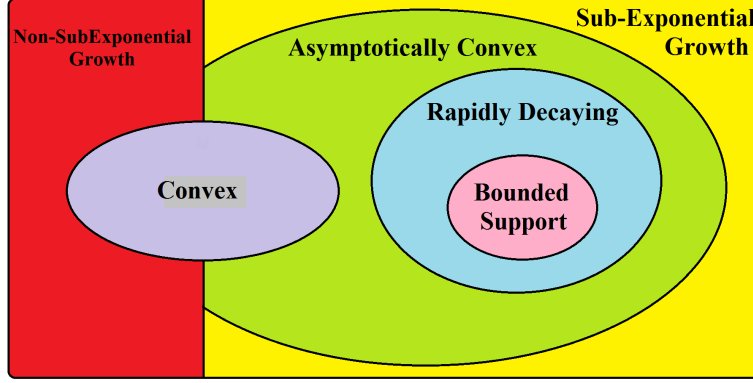 Non-SubExponential
Growth
Asymptotically Convex
Sub-Exponential
Growth
Rapidly Decaying
Convex
Bounded
Support